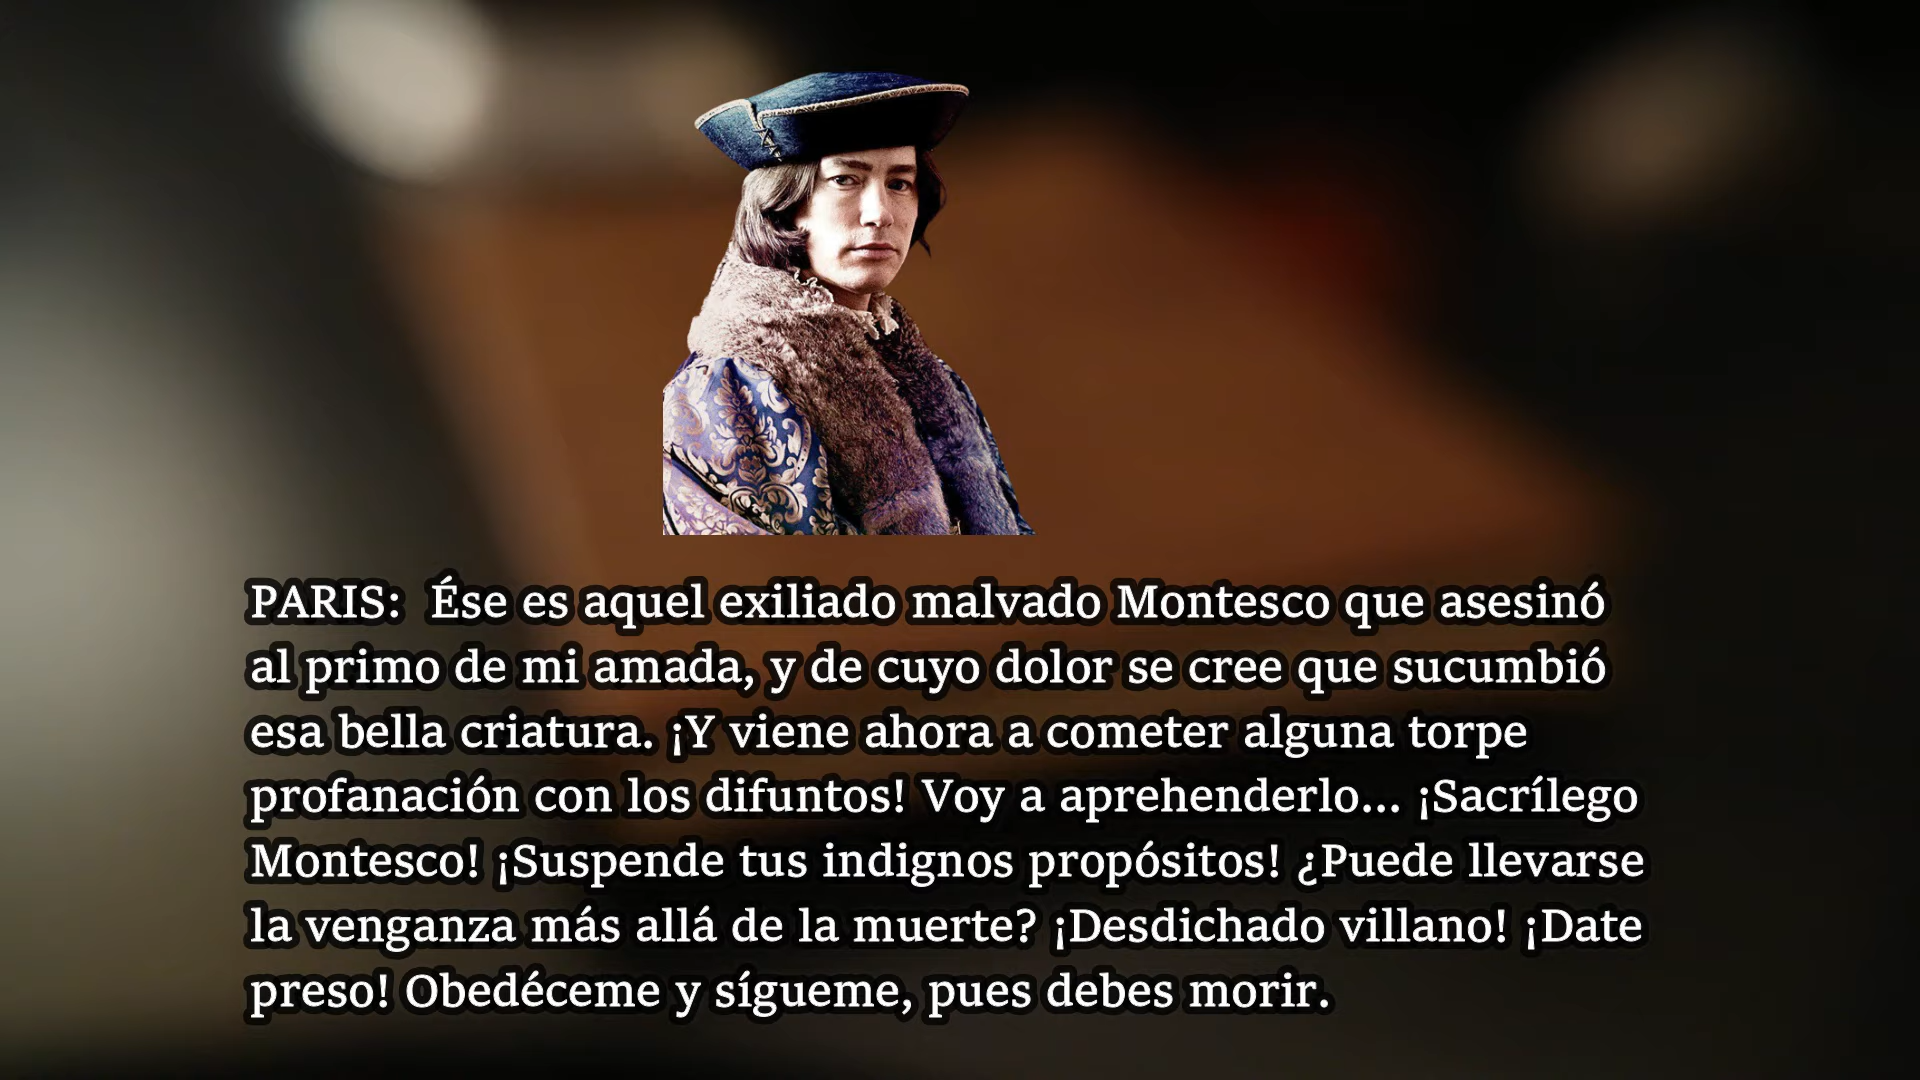 PARIS: Ése es aquel exiliado malvado Montesco que asesinó
al primo de mi amada, y de cuyo dolor se cree que sucumbió
esa bella criatura. ¡Y viene ahora a cometer alguna torpe
profanación con los difuntos! Voy a aprehenderlo... ¡Sacrílego
Montesco! ¡Suspende tus indignos propósitos! ¿Puede llevarse
la venganza más allá de la muerte? ¡Desdichado villano! ¡Date
preso! Obedéceme y sígueme, pues debes morir.